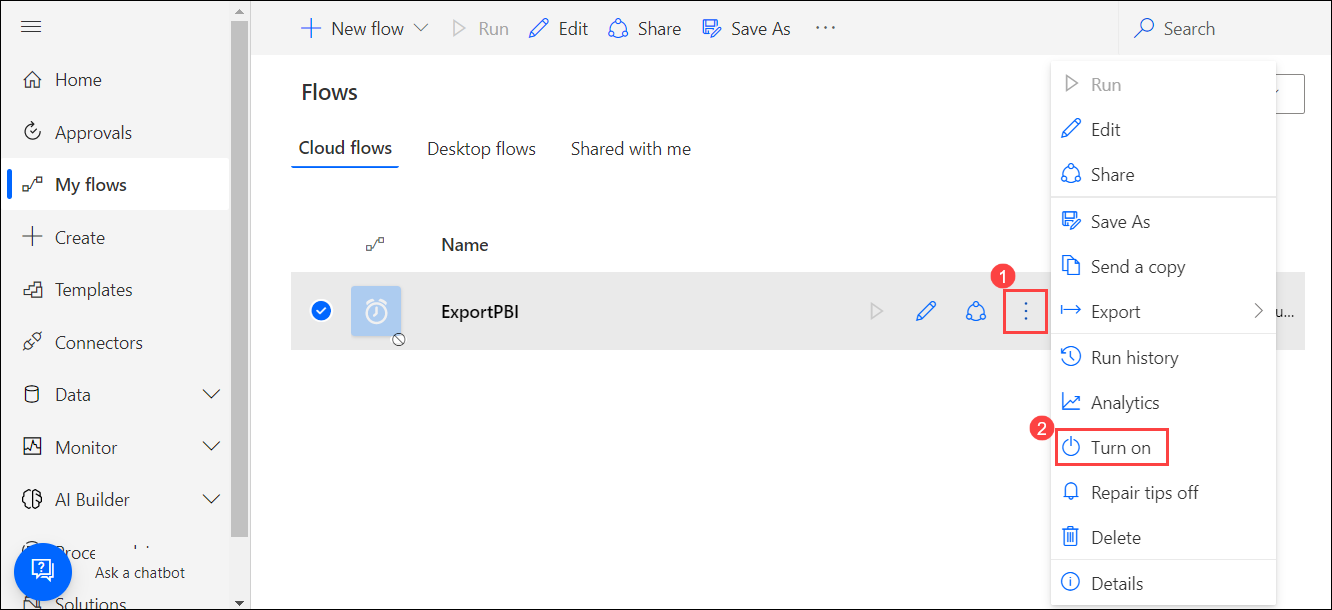 New flow
Run
Edit
Share
Save As
...
Search
Home
Approvals
My flows
Create
Templates
Connectors
Data
Monitor
AI Builder
Ask a chatbot
Solutions
Flows
Cloud flows
Desktop flows
Shared with me
Name
ExportPBI
1
Run
Edit
Share
Save As
Send a copy
Export
Run history
Analytics
2
Turn on
Repair tips off
Delete
Details